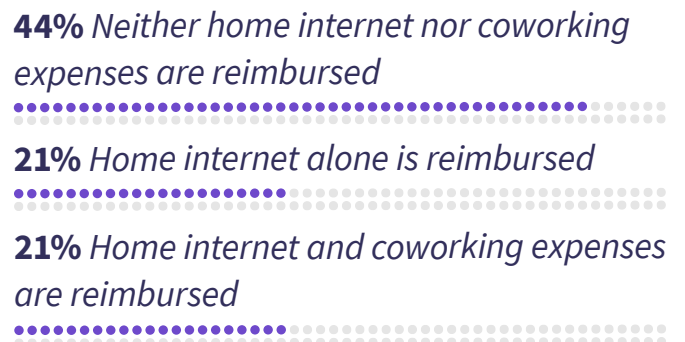 44% Neither home internet nor coworking
expenses are reimbursed
21% Home internet alone is reimbursed
21% Home internet and coworking expenses
are reimbursed